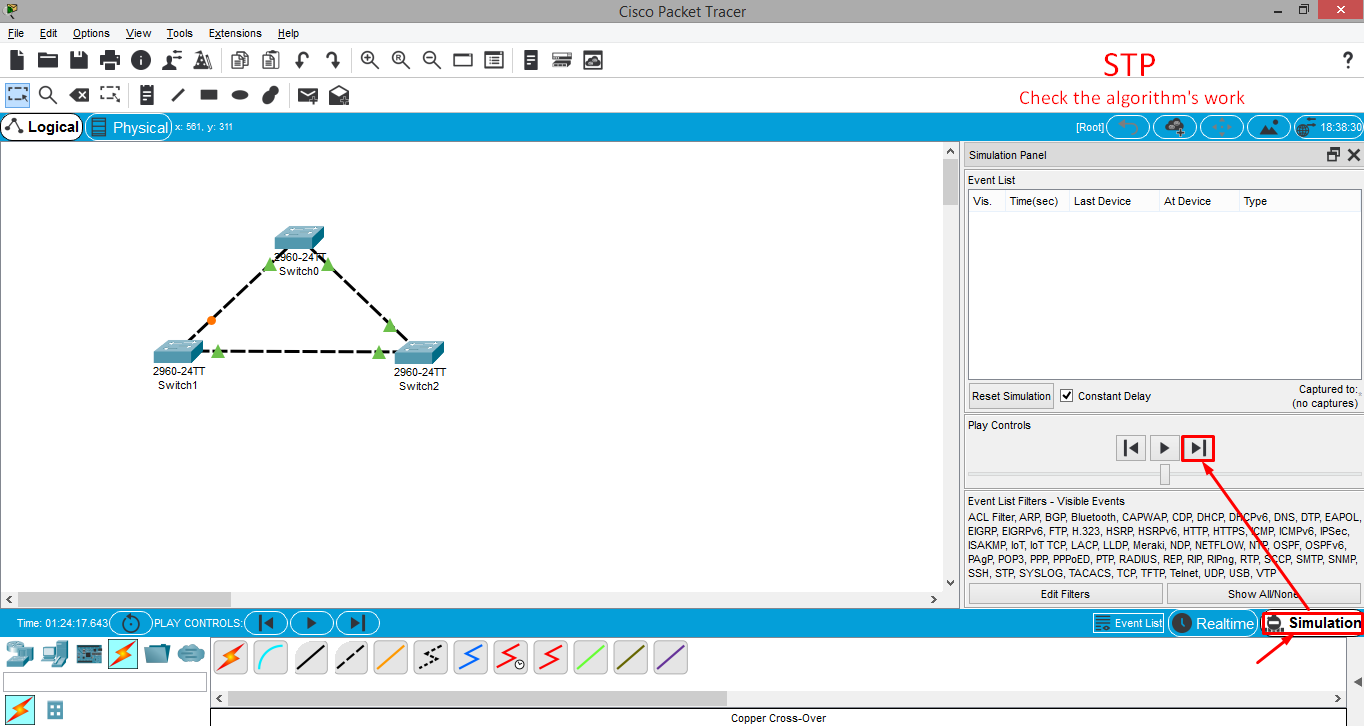 Cisco Packet Tracer
File Edit Options View Tools Extensions Help
STP
?
Check the algorithm's work
Logical Physical x: 561, y: 311 [Root] 18:38:30
Simulation Panel
Event List
Vis. Time(sec) Last Device At Device Type
2960-24TT
Switch0
2960-24TT
Switch1
2960-24TT
Switch2
Reset Simulation Constant Delay Captured to:
(no captures)
Play Controls
Event List Filters - Visible Events
ACL Filter, ARP, BGP, Bluetooth, CAPWAP, CDP, DHCP, DHCPv6, DNS, DTP, EAPOL,
EIGRP, EIGRPv6, FTP, H.323, HSRP, HSRPv6, HTTP, HTTPS, ICMP, ICMPv6, IPSec,
ISAKMP, IoT, IoT TCP, LACP, LLDP, Meraki, NDP, NETFLOW, NTP, OSPF, OSPFv6,
PAgP, POP3, PPP, PPPoED, PTP, RADIUS, REP, RIP, RIPng, RTP, SCCP, SMTP, SNMP,
SSH, STP, SYSLOG, TACACS, TCP, TFTP, Telnet, UDP, USB, VTP
Edit Filters Show All/None
Time: 01:24:17.643 PLAY CONTROLS: Event List Realtime Simulation
Copper Cross-Over